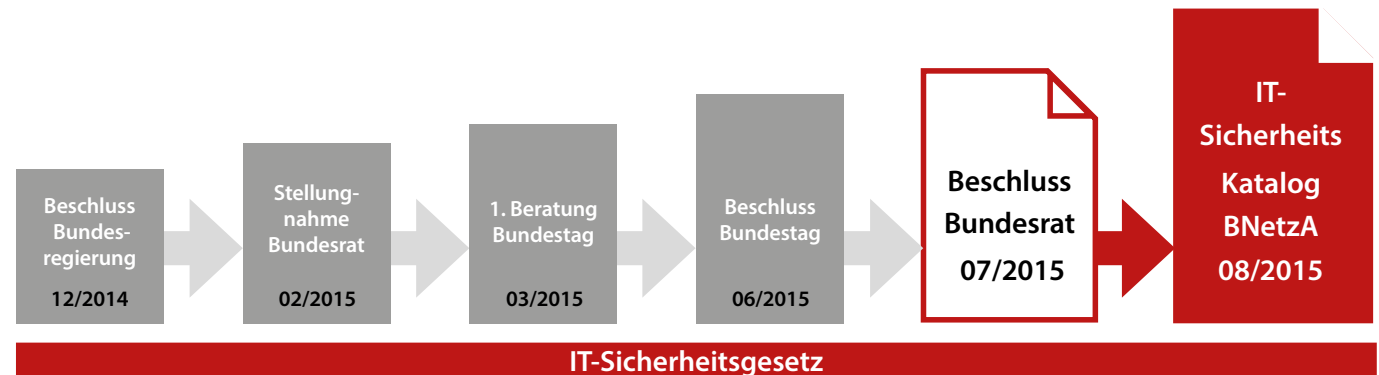 Beschluss
Bundes-
regierung
12/2014
Stellung-
nahme
Bundesrat
02/2015
1. Beratung
Bundestag
03/2015
Beschluss
Bundestag
06/2015
Beschluss
Bundesrat
07/2015
IT-
Sicherheits
Katalog
BNetzA
08/2015
IT-Sicherheitsgesetz